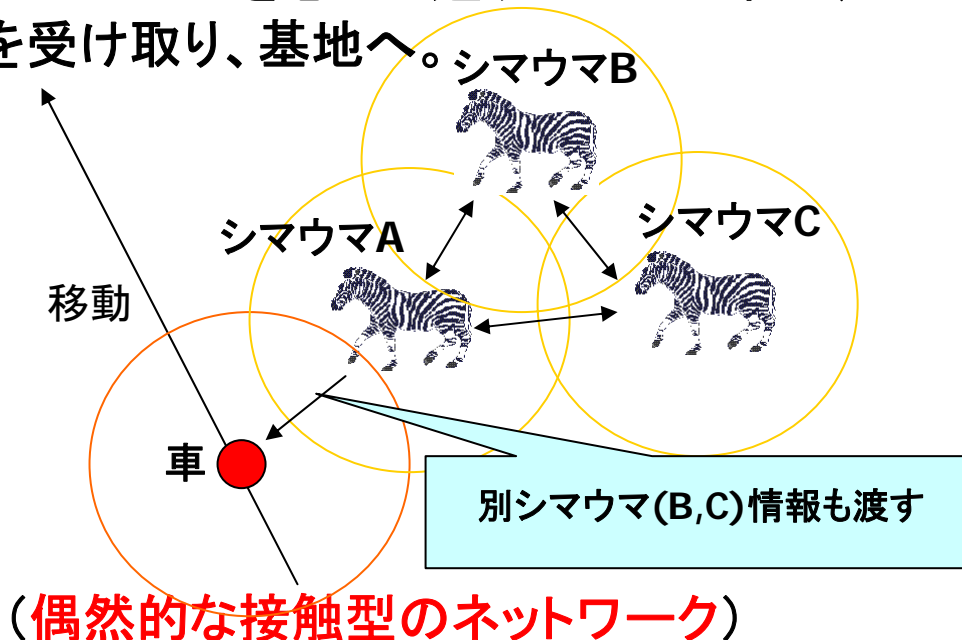 を受け取り、基地へ。
シマウマB
シマウマA
シマウマC
移動
車
別シマウマ(B,C)情報も渡す
（偶然的な接触型のネットワーク）